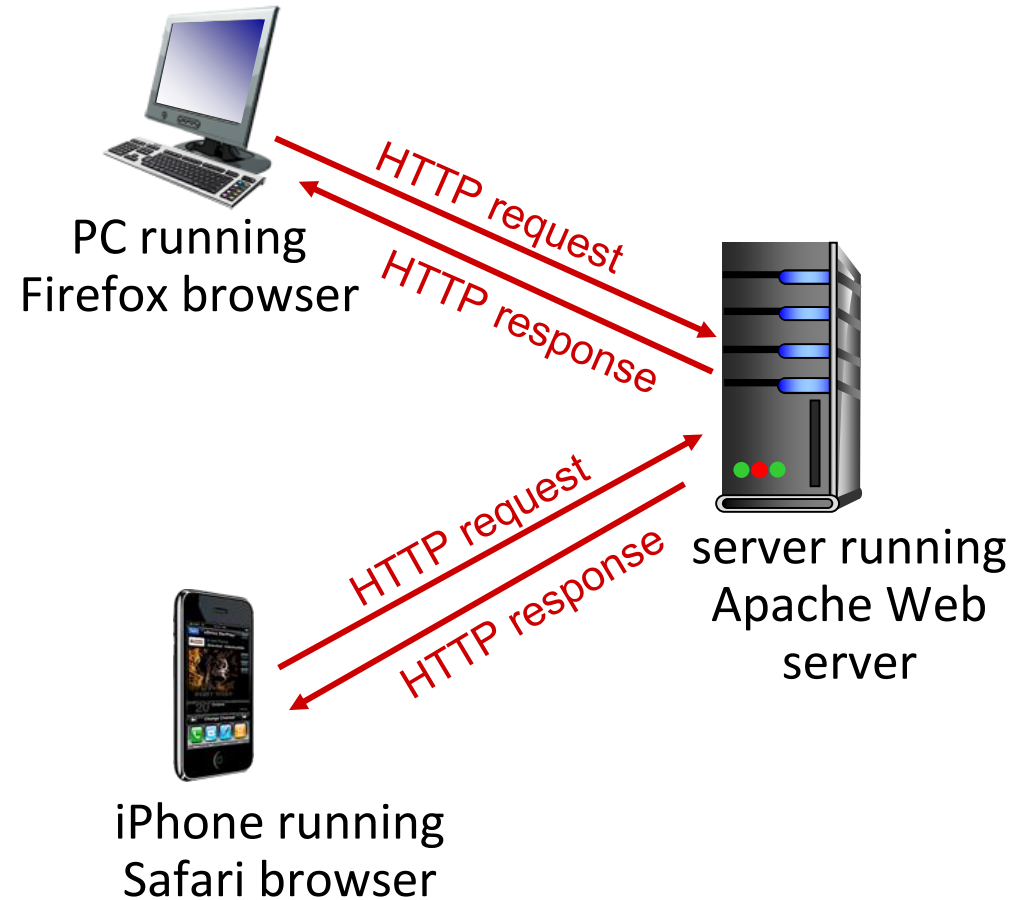 HTTP request
HTTP response
PC running
Firefox browser
HTTP request
HTTP response
server running
Apache Web
server
iPhone running
Safari browser